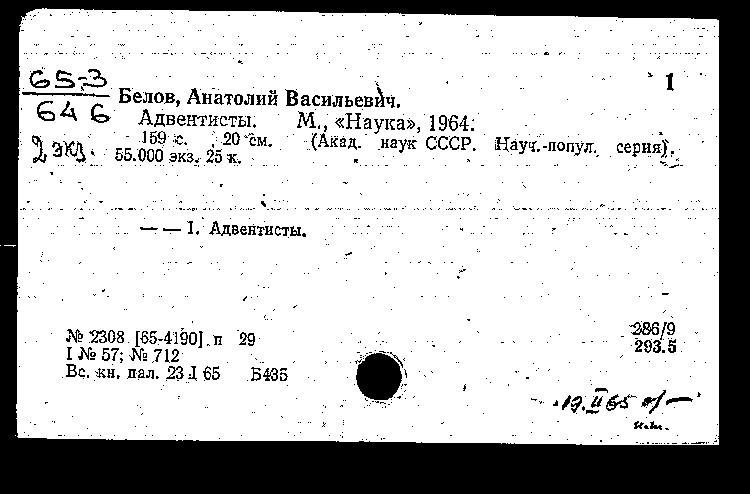 1
65-3
646
2 экз.
Белов, Анатолий Васильевич.
Адвентисты. М., «Наука», 1964.
159 с. 20 см. (Акад. наук СССР. Науч.-попул. серия).
55.000 экз. 25 к.
— — I. Адвентисты.
№ 2308 [65-4190] п 29
I № 57; № 712
Вс. кн. пал. 23 I 65 Б435
286/9
293.5
19.II 65